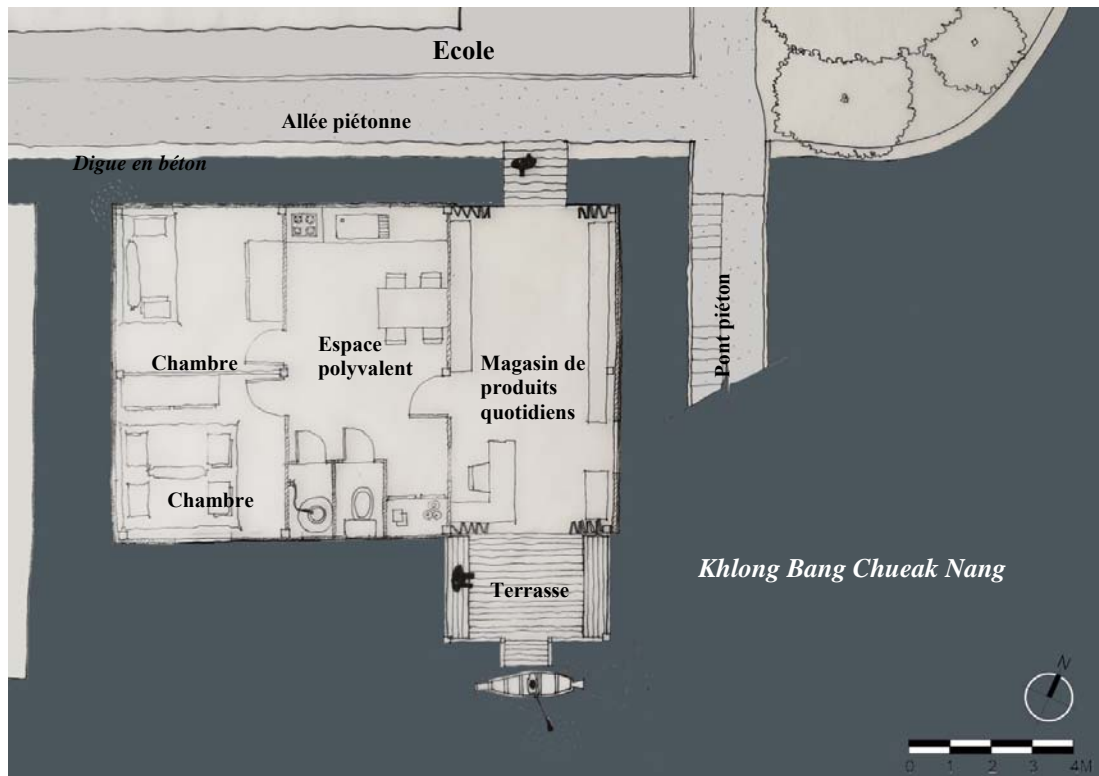 Ecole
Allée piétonne
Digue en béton
Chambre
Espace
polyvalent
Magasin de
produits
quotidiens
Pont piéton
Chambre
Khlong Bang Chueak Nang
Terrasse
N
0 1 2 3 4M